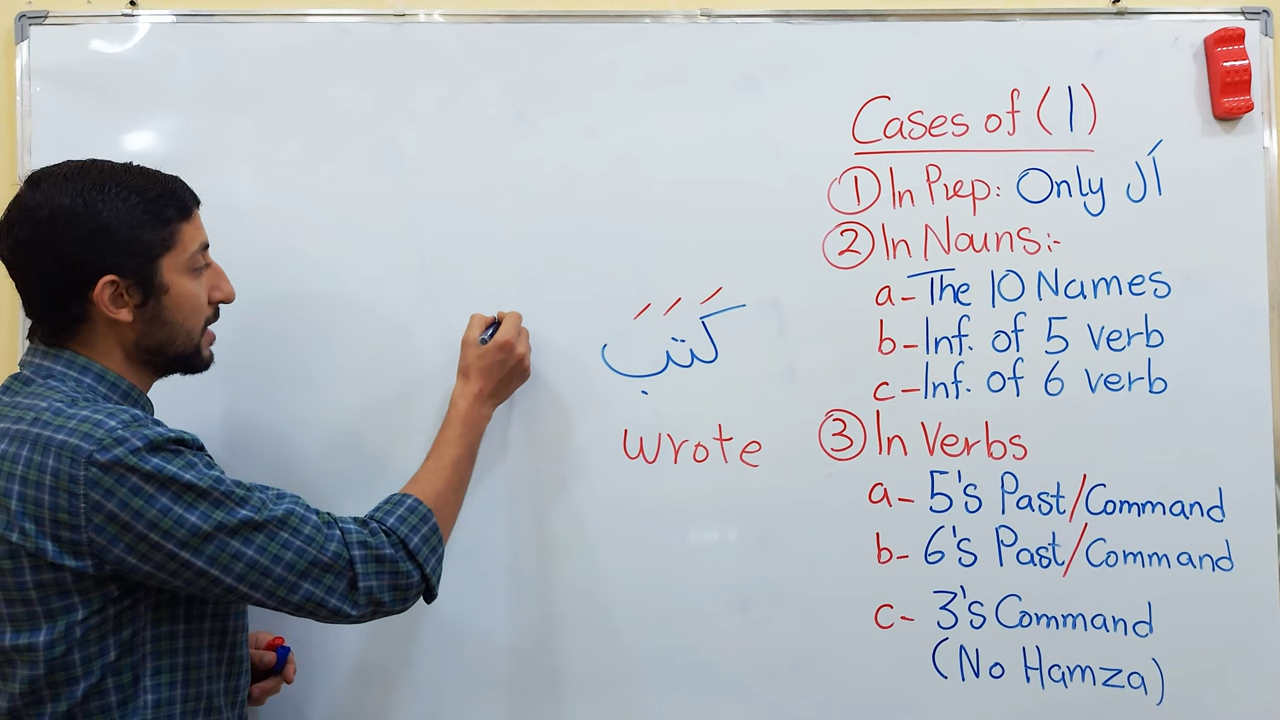 Cases of (ا)
① In Prep: Only اَل
② In Nouns:-
a- The 10 Names
b- Inf. of 5 verb
c- Inf. of 6 verb
③ In Verbs
a- 5's Past/Command
b- 6's Past/Command
c- 3's Command
(No Hamza)
كَتَبَ
wrote